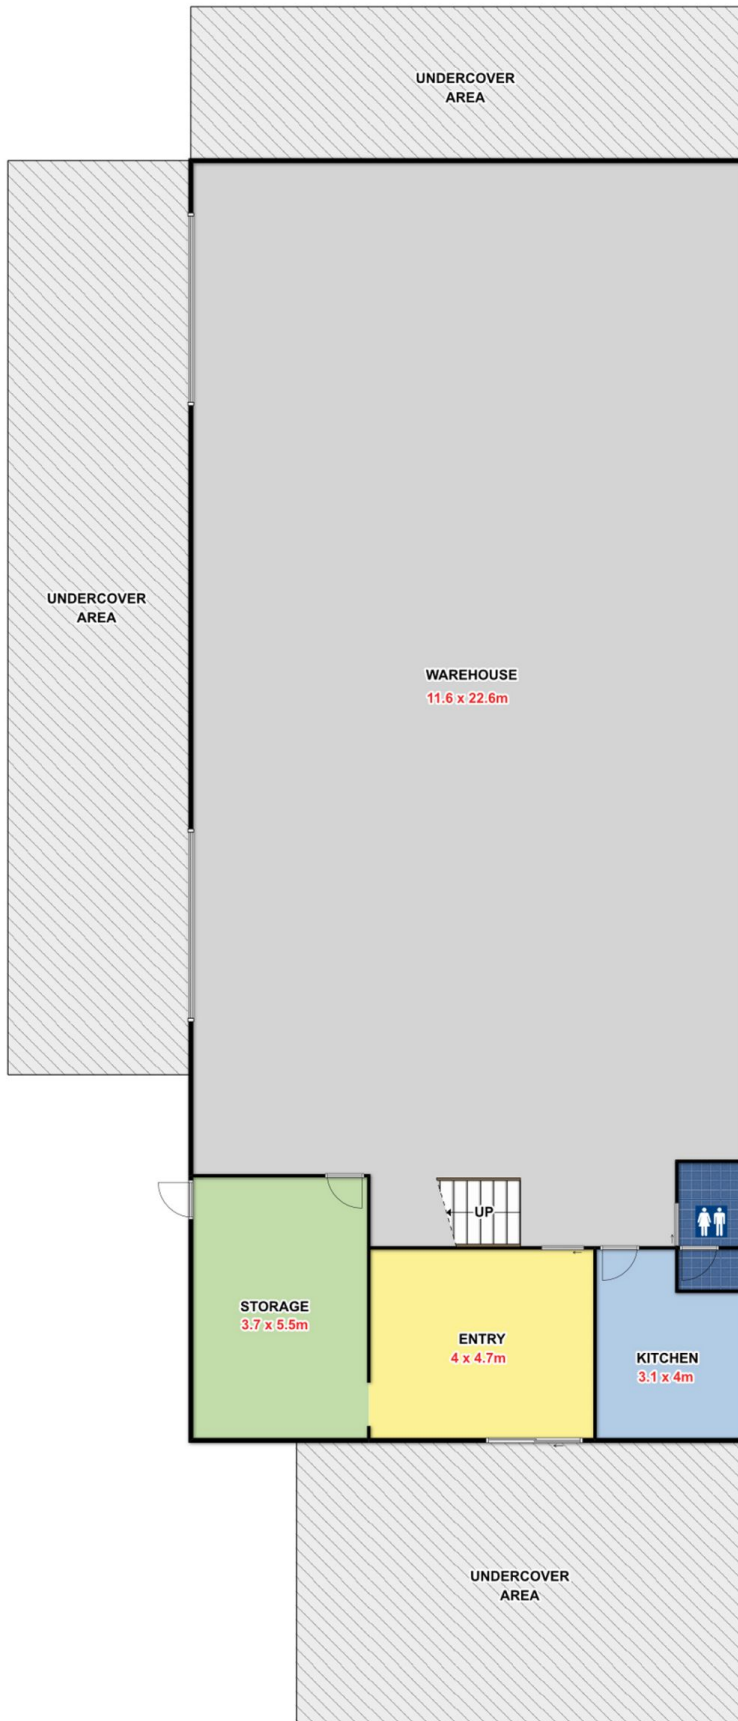 UNDERCOVER
AREA
UNDERCOVER
AREA
WAREHOUSE
11.6 x 22.6m
UP
STORAGE
3.7 x 5.5m
ENTRY
4 x 4.7m
KITCHEN
3.1 x 4m
UNDERCOVER
AREA